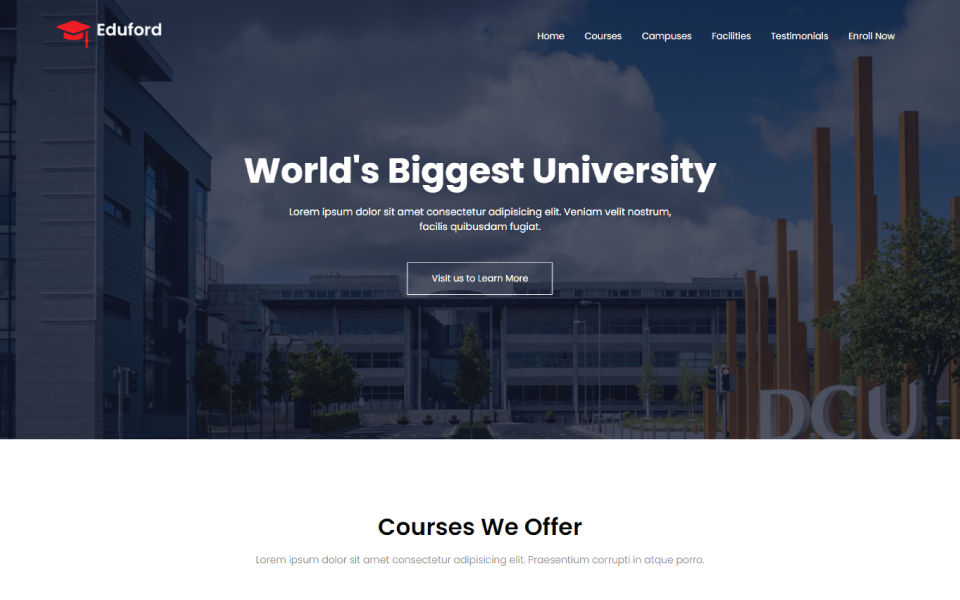 Eduford
Home Courses Campuses Facilities Testimonials Enroll Now
World's Biggest University
Lorem ipsum dolor sit amet consectetur adipisicing elit. Veniam velit nostrum,
facilis quibusdam fugiat.
Visit us to Learn More
DCU
Courses We Offer
Lorem ipsum dolor sit amet consectetur adipisicing elit. Praesentium corrupti in atque porro.